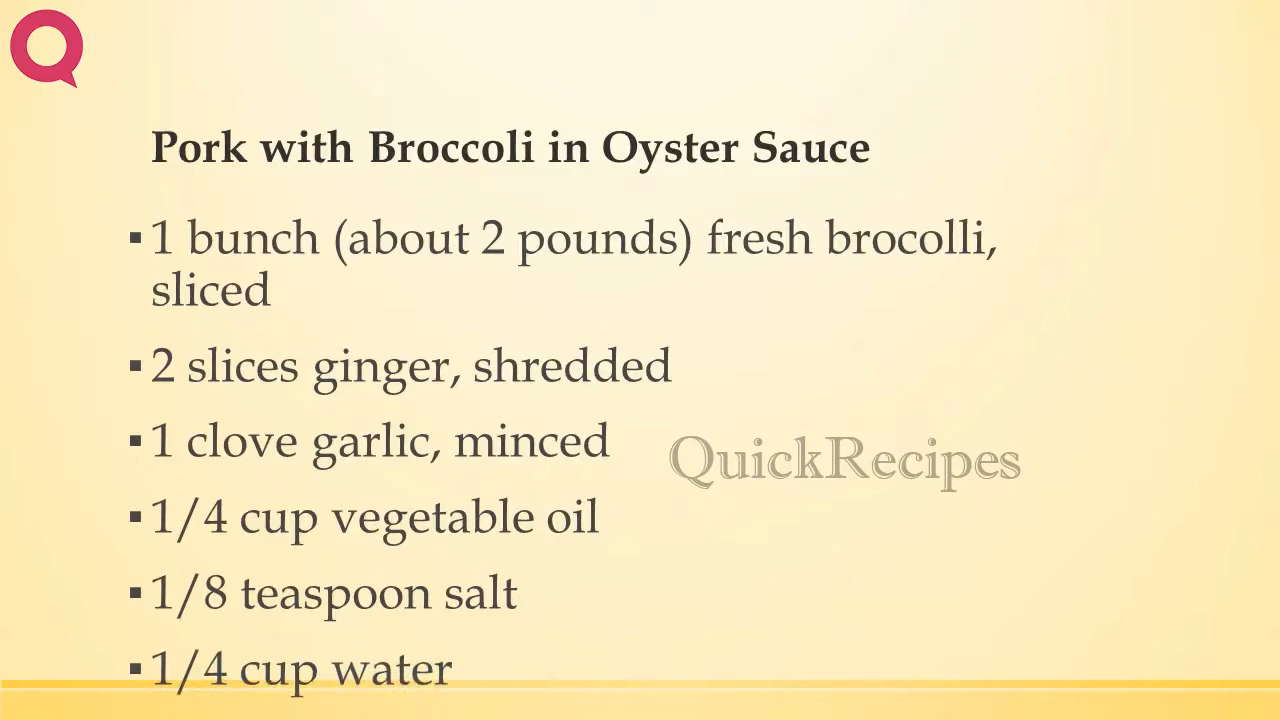 Pork with Broccoli in Oyster Sauce
▪ 1 bunch (about 2 pounds) fresh brocolli,
sliced
▪ 2 slices ginger, shredded
▪ 1 clove garlic, minced
QuickRecipes
▪ 1/4 cup vegetable oil
▪ 1/8 teaspoon salt
▪ 1/4 cup water